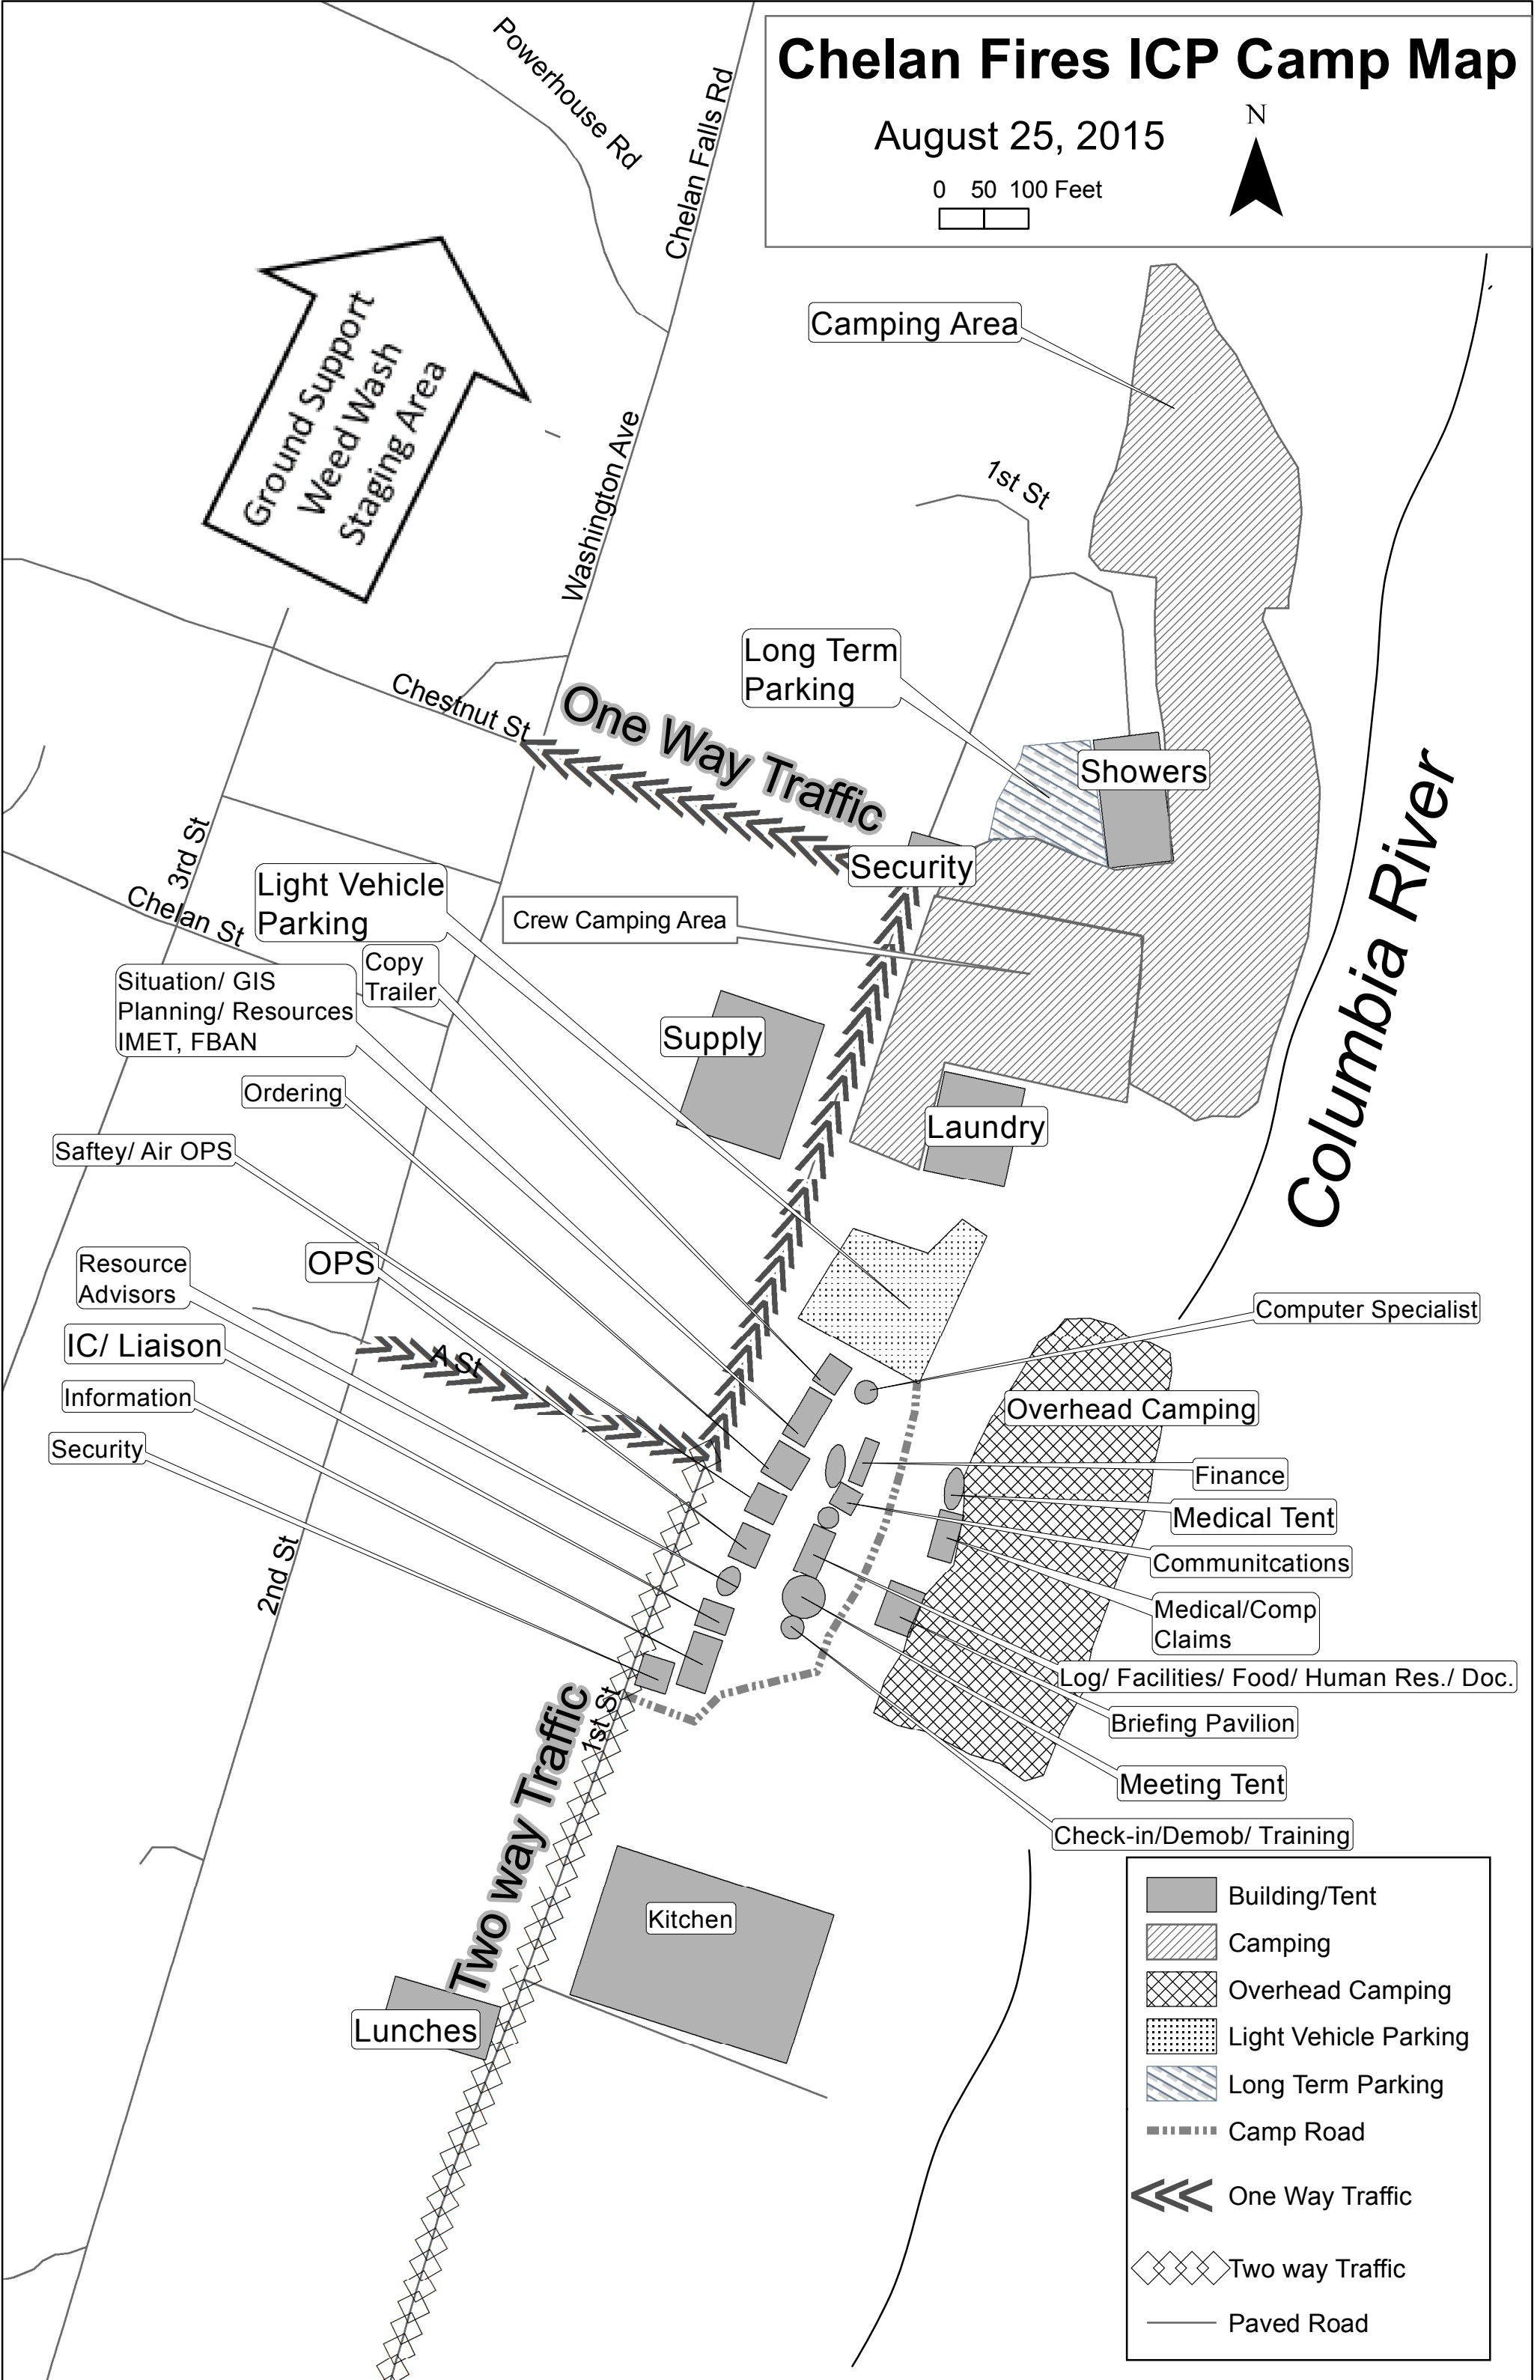 Chelan Fires ICP Camp Map
August 25, 2015
N
0 50 100 Feet
Powerhouse Rd
Chelan Falls Rd
Ground Support
Weed Wash
Staging Area
Camping Area
Washington Ave
1st St
Long Term
Parking
Chestnut St
One Way Traffic
Showers
Security
3rd St
Light Vehicle
Parking
Chelan St
Crew Camping Area
Columbia River
Copy
Trailer
Situation/ GIS
Planning/ Resources
IMET, FBAN
Supply
Ordering
Laundry
Saftey/ Air OPS
OPS
Resource
Advisors
IC/ Liaison
A St
Information
Security
Computer Specialist
Overhead Camping
Finance
Medical Tent
Communitcations
Medical/Comp
Claims
Log/ Facilities/ Food/ Human Res./ Doc.
Briefing Pavilion
Meeting Tent
Check-in/Demob/ Training
2nd St
1st St
Two way Traffic
Kitchen
Lunches
Building/Tent
Camping
Overhead Camping
Light Vehicle Parking
Long Term Parking
Camp Road
One Way Traffic
Two way Traffic
Paved Road